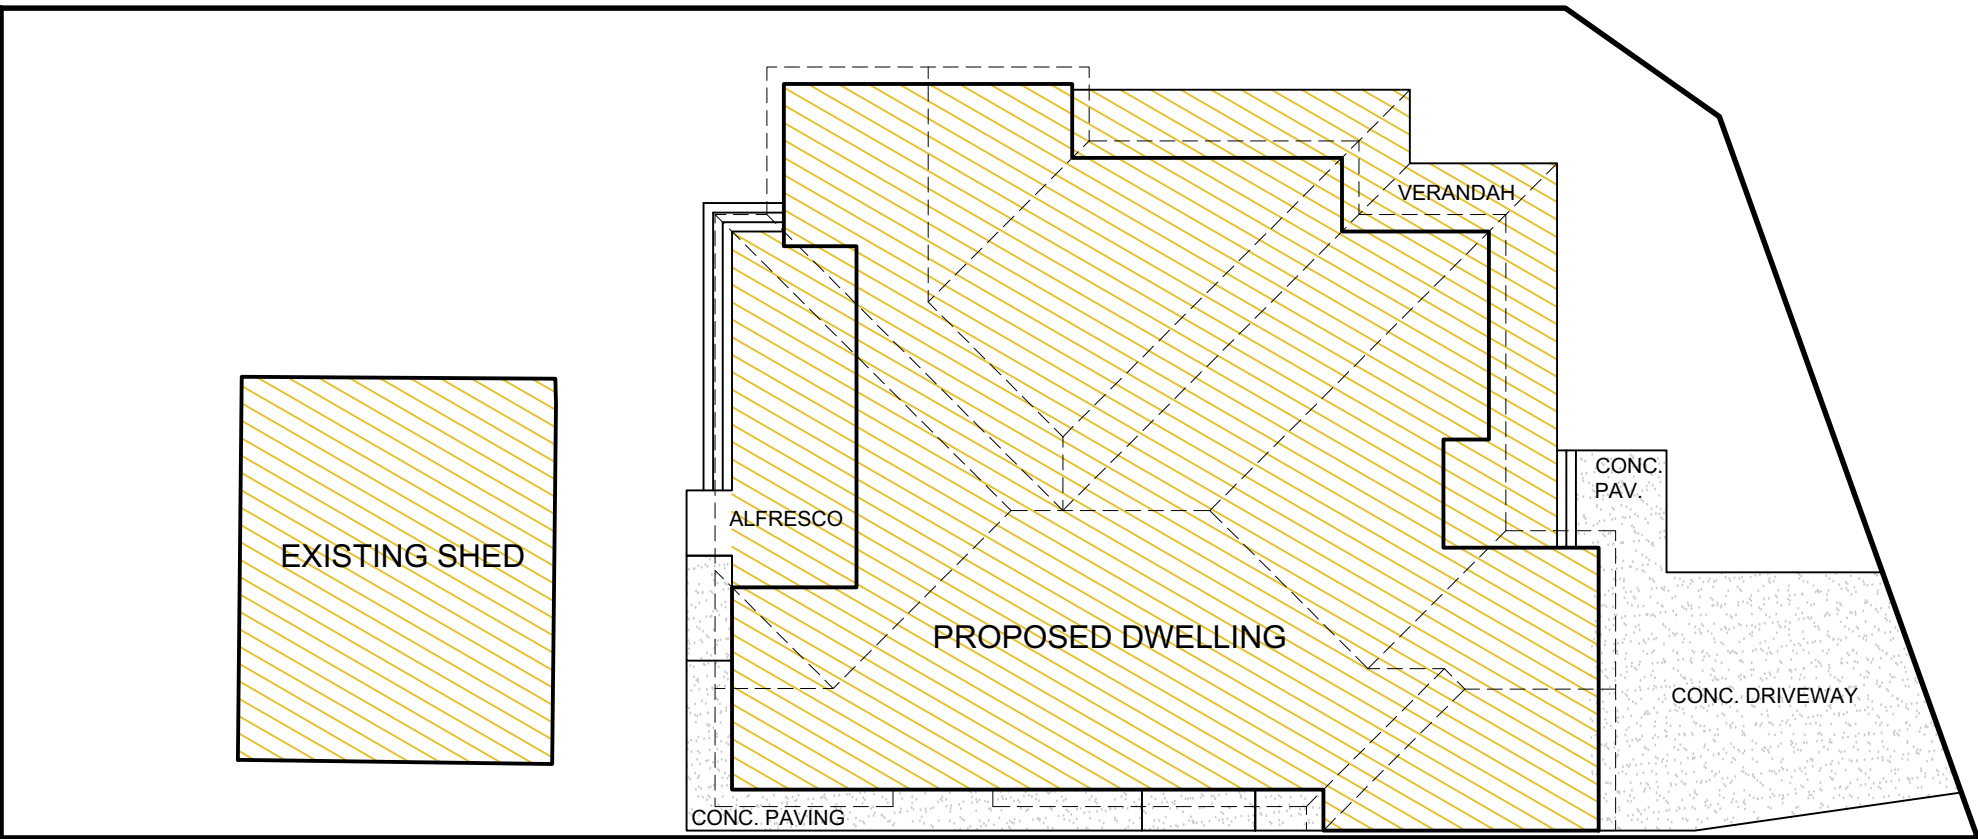 VERANDAH
CONC.
PAV.
ALFRESCO
EXISTING SHED
PROPOSED DWELLING
CONC. DRIVEWAY
CONC. PAVING